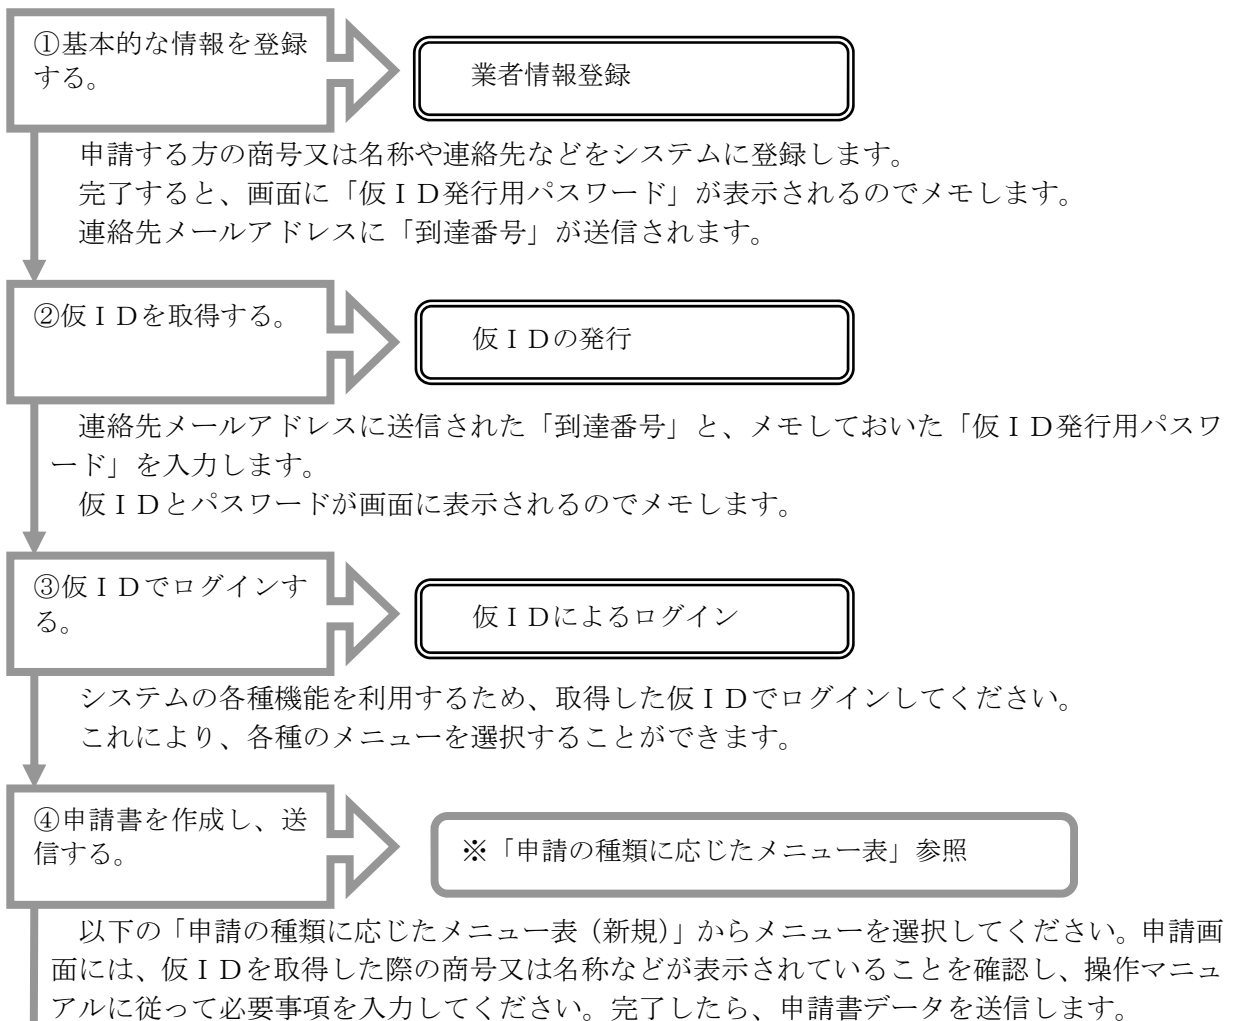 ①基本的な情報を登録
する。
業者情報登録
申請する方の商号又は名称や連絡先などをシステムに登録します。
完了すると、画面に「仮ＩＤ発行用パスワード」が表示されるのでメモします。
連絡先メールアドレスに「到達番号」が送信されます。
②仮ＩＤを取得する。
仮ＩＤの発行
連絡先メールアドレスに送信された「到達番号」と、メモしておいた「仮ＩＤ発行用パスワ
ード」を入力します。
仮ＩＤとパスワードが画面に表示されるのでメモします。
③仮ＩＤでログインす
る。
仮ＩＤによるログイン
システムの各種機能を利用するため、取得した仮ＩＤでログインしてください。
これにより、各種のメニューを選択することができます。
④申請書を作成し、送
信する。
※「申請の種類に応じたメニュー表」参照
以下の「申請の種類に応じたメニュー表（新規）」からメニューを選択してください。申請画
面には、仮ＩＤを取得した際の商号又は名称などが表示されていることを確認し、操作マニュ
アルに従って必要事項を入力してください。完了したら、申請書データを送信します。